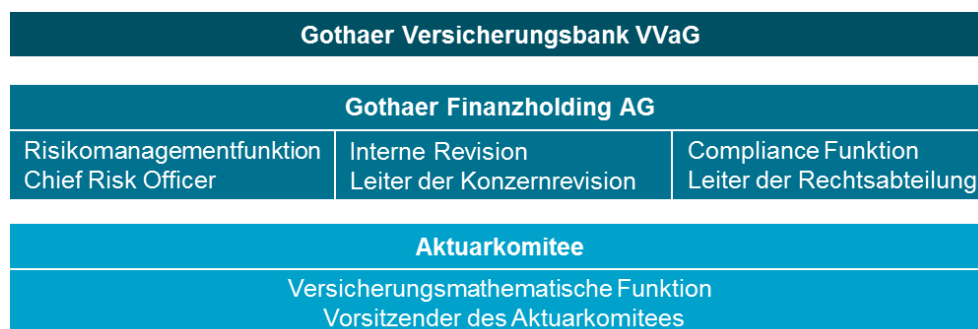 Gothaer Versicherungsbank VVaG
Gothaer Finanzholding AG
Risikomanagementfunktion
Chief Risk Officer
Interne Revision
Leiter der Konzernrevision
Compliance Funktion
Leiter der Rechtsabteilung
Aktuarkomitee
Versicherungsmathematische Funktion
Vorsitzender des Aktuarkomitees